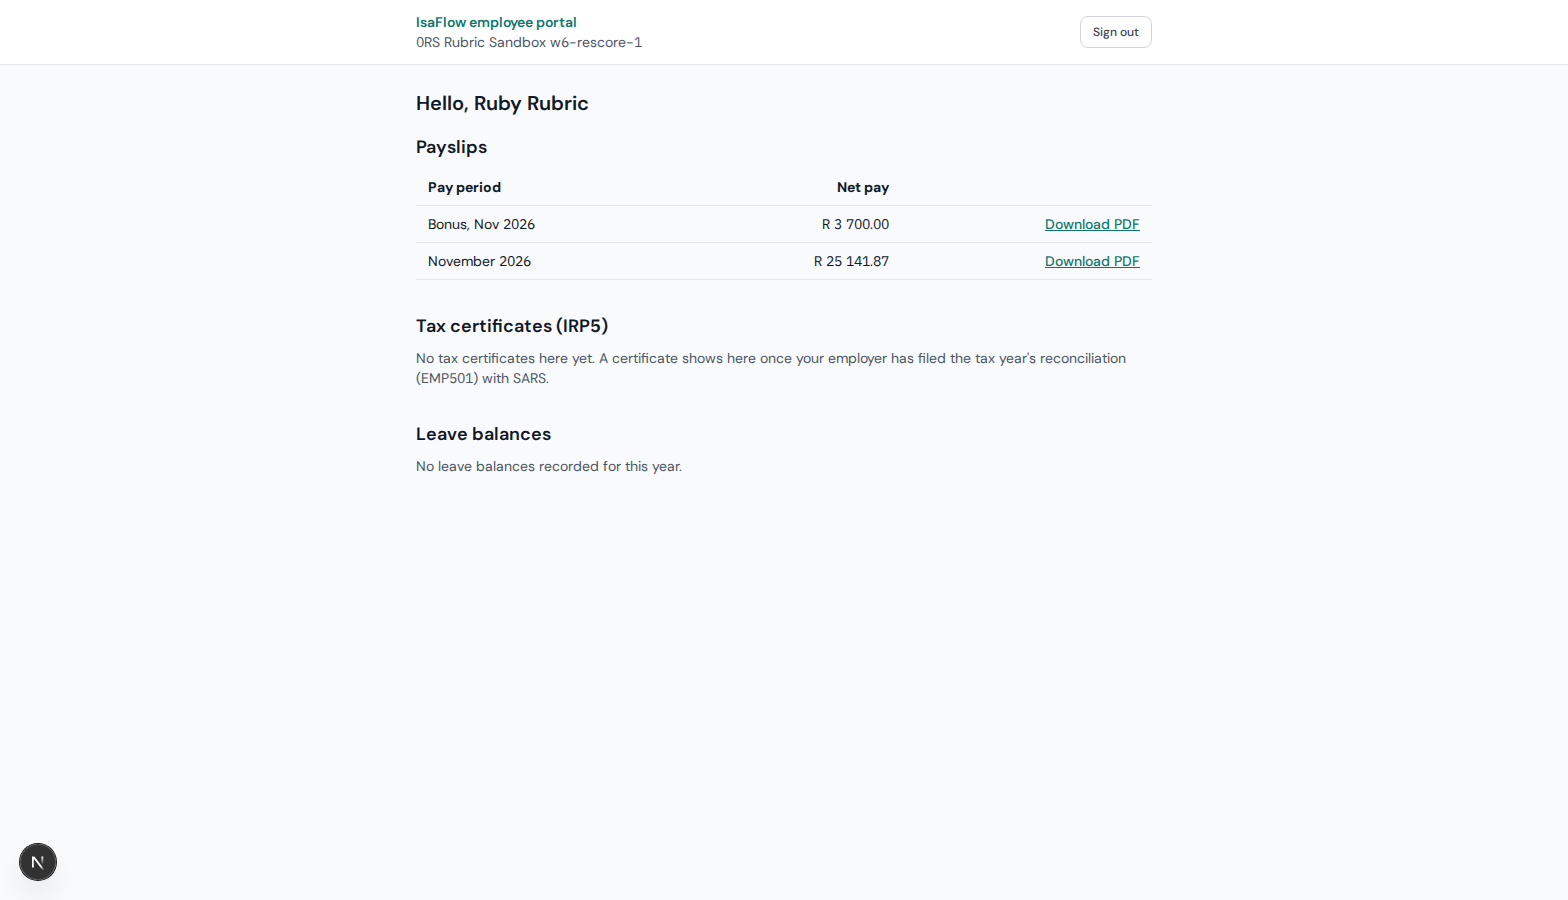 IsaFlow employee portal
0RS Rubric Sandbox w6-rescore-1
Sign out
Hello, Ruby Rubric
Payslips
Pay period Net pay
Bonus, Nov 2026 R 3 700.00 Download PDF
November 2026 R 25 141.87 Download PDF
Tax certificates (IRP5)
No tax certificates here yet. A certificate shows here once your employer has filed the tax year's reconciliation
(EMP501) with SARS.
Leave balances
No leave balances recorded for this year.
N